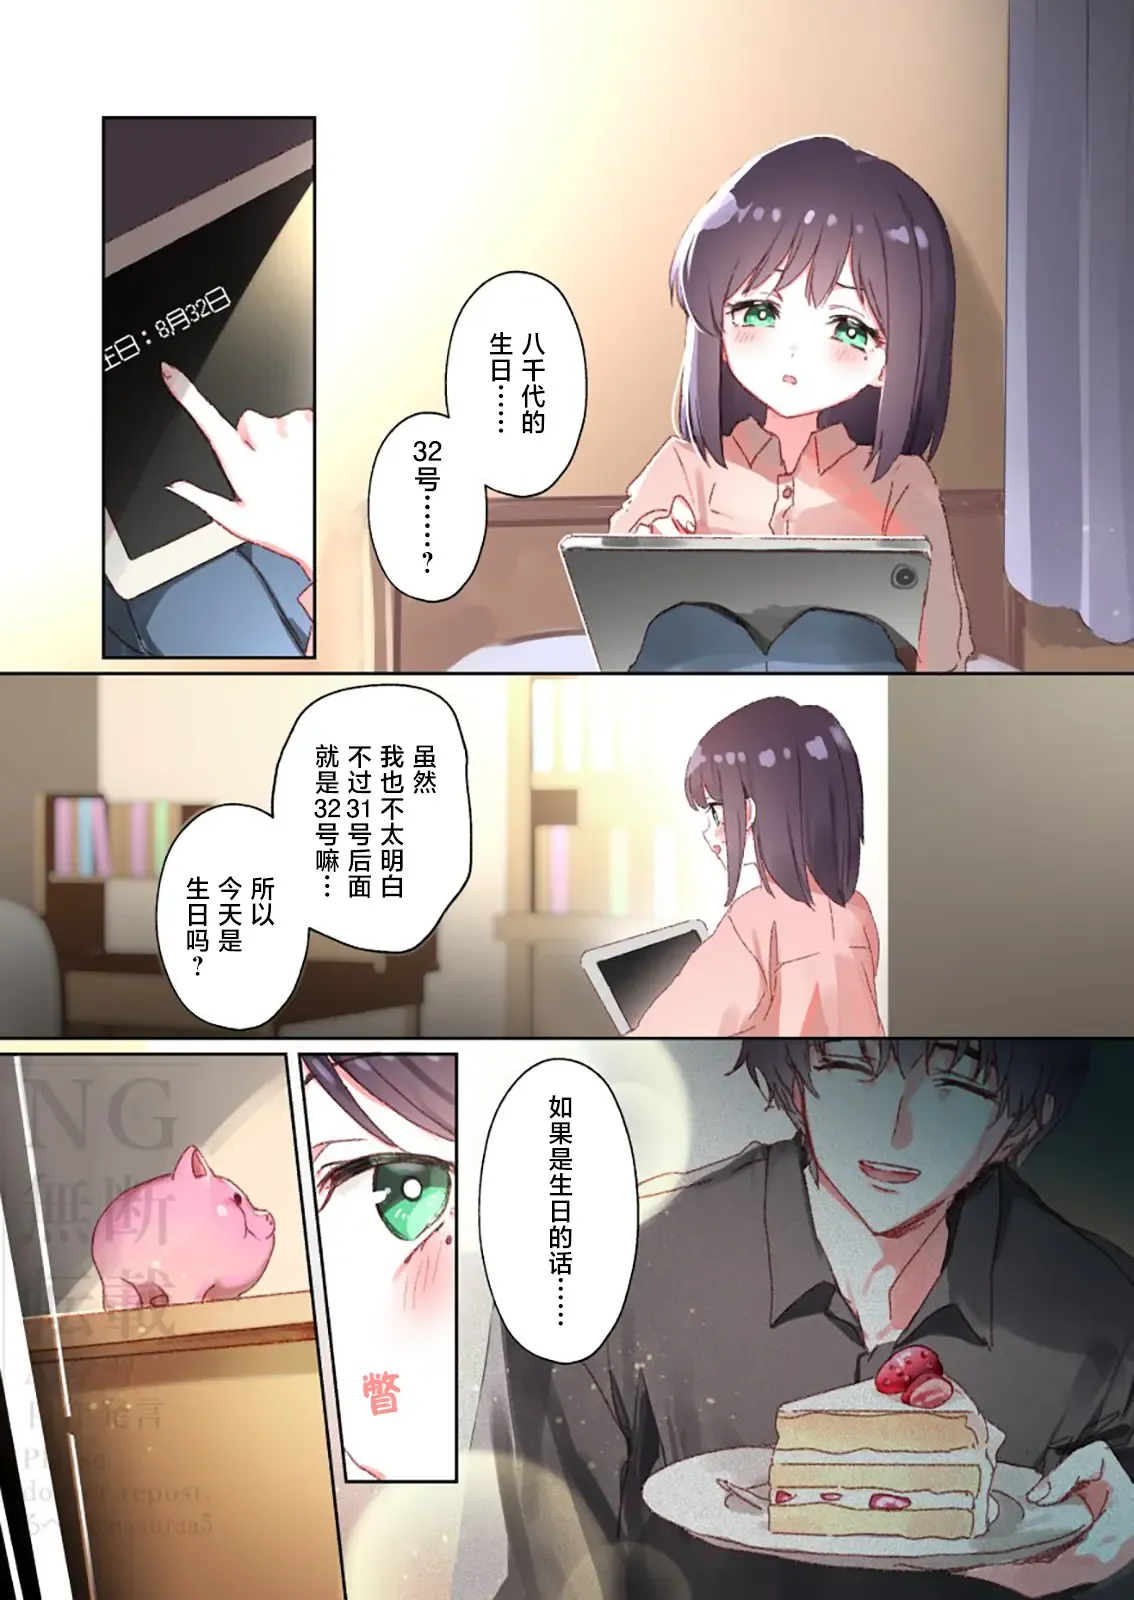 八千代的
生日……
32
号………?
生日：8月32日
虽然
我也不太明白
不过31号后面
就是32号嘛…
所以
今天是
生日吗?
如果是生日的话……
瞥
NG
無断
転載
発言
do not repost.